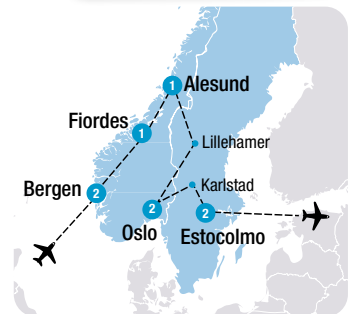 1 Alesund
Fiordes 1
Lillehamer
Karlstad
Bergen 2
2
Oslo
2
Estocolmo